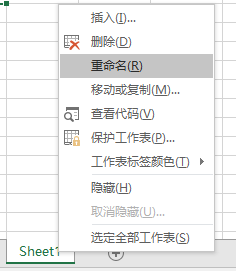 插入(I)...
删除(D)
重命名(R)
移动或复制(M)...
查看代码(V)
保护工作表(P)...
工作表标签颜色(T)
隐藏(H)
取消隐藏(U)...
选定全部工作表(S)
Sheet1